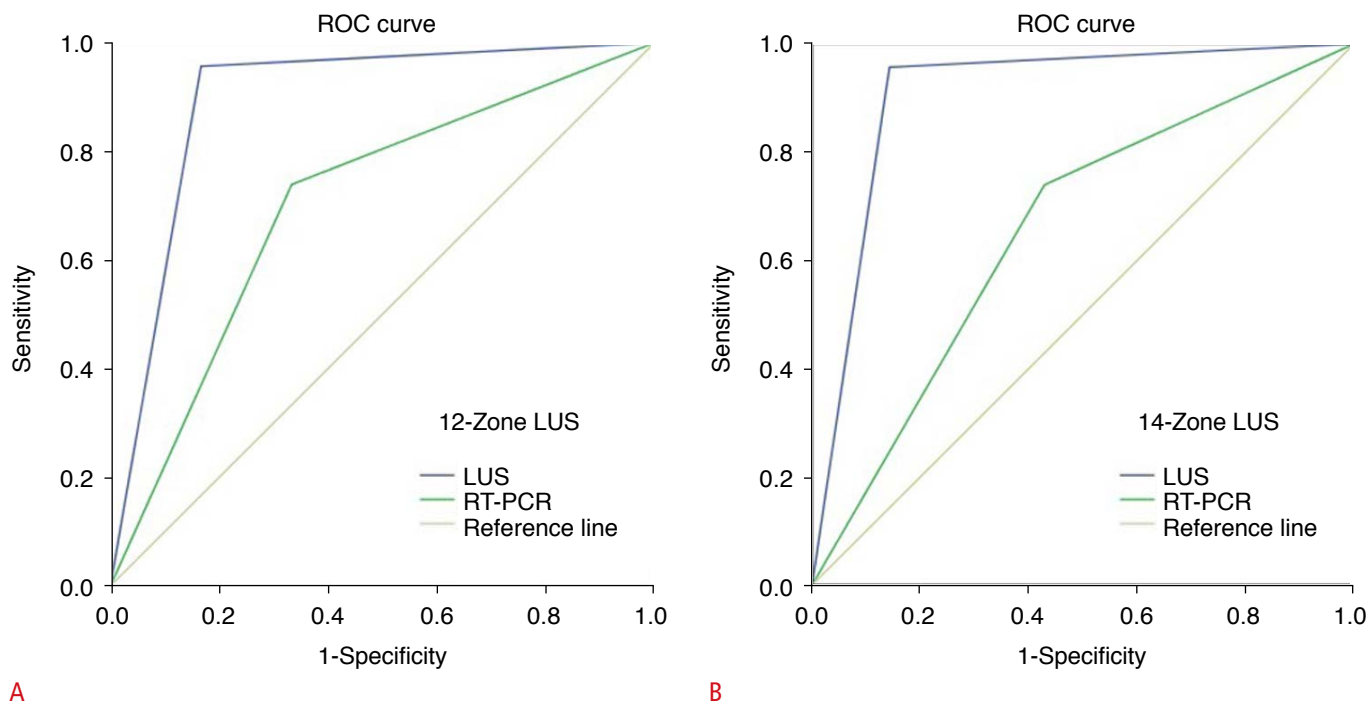 ROC curve
1.0
0.8
0.6
0.4
0.2
0.0
Sensitivity
12-Zone LUS
LUS
RT-PCR
Reference line
0.0 0.2 0.4 0.6 0.8 1.0
1-Specificity
A
ROC curve
1.0
0.8
0.6
0.4
0.2
0.0
Sensitivity
14-Zone LUS
LUS
RT-PCR
Reference line
0.0 0.2 0.4 0.6 0.8 1.0
1-Specificity
B